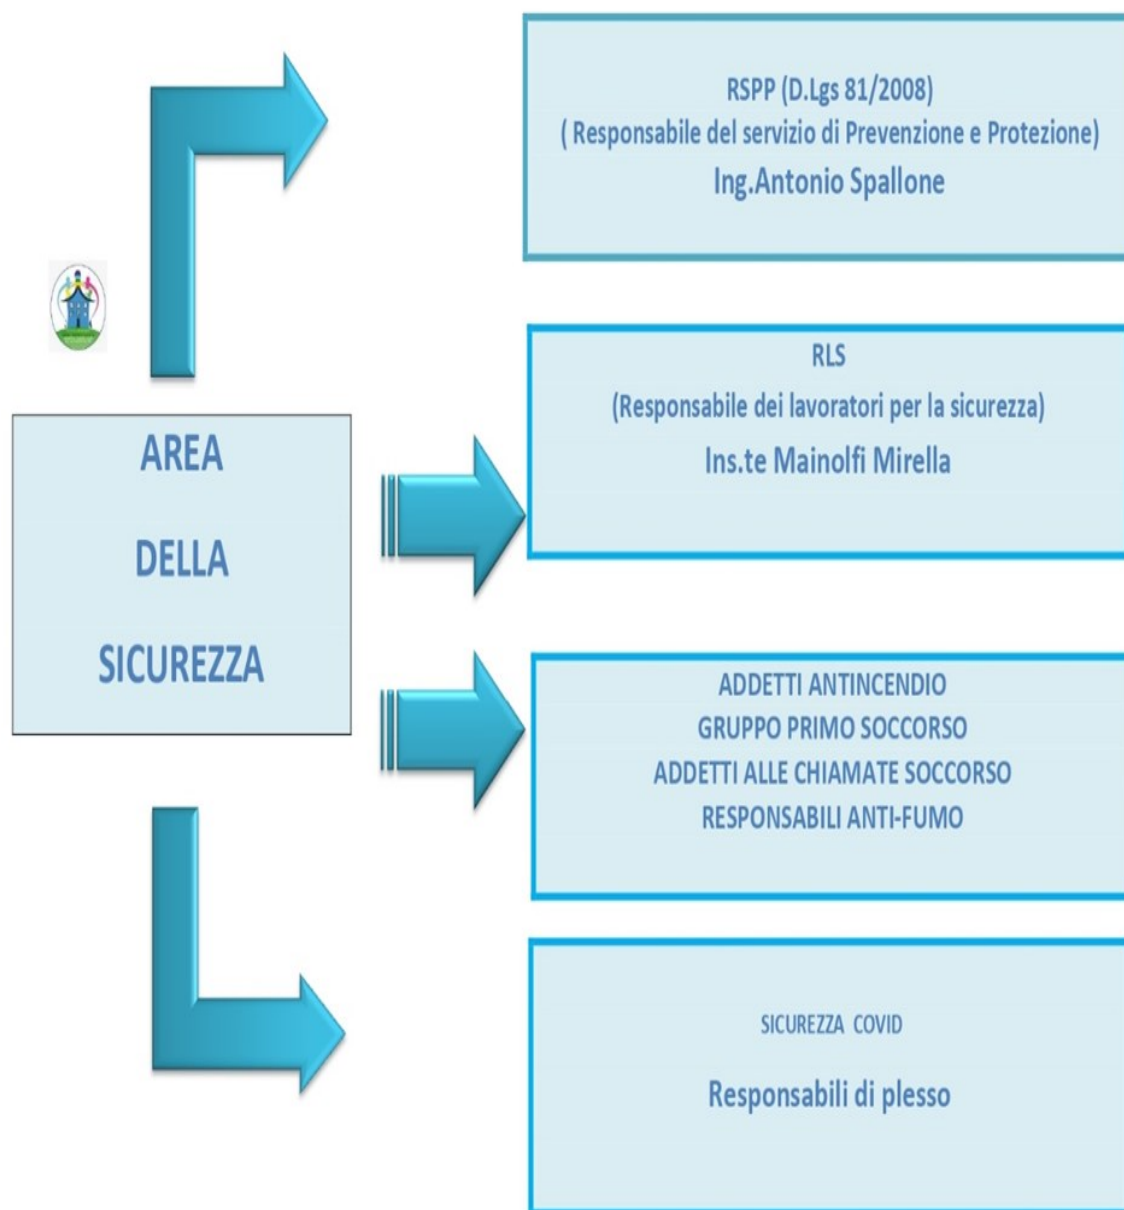 AREA
DELLA
SICUREZZA
RSPP (D.Lgs 81/2008)
( Responsabile del servizio di Prevenzione e Protezione)
Ing.Antonio Spallone
RLS
(Responsabile dei lavoratori per la sicurezza)
Ins.te Mainolfi Mirella
ADDETTI ANTINCENDIO
GRUPPO PRIMO SOCCORSO
ADDETTI ALLE CHIAMATE SOCCORSO
RESPONSABILI ANTI-FUMO
SICUREZZA COVID
Responsabili di plesso